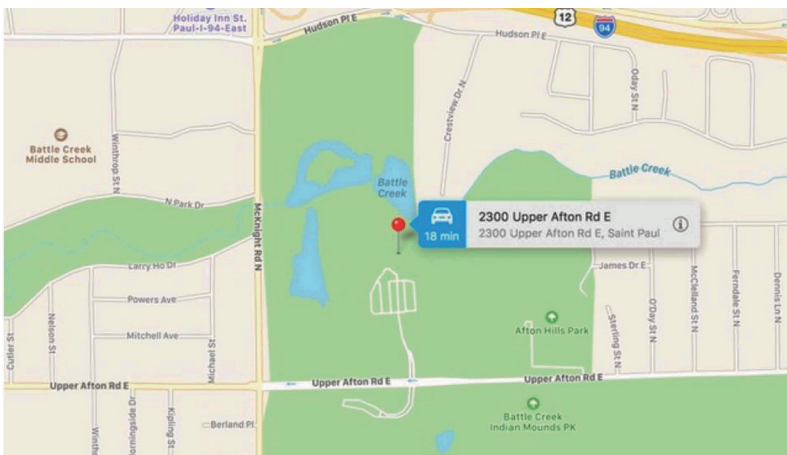 Holiday Inn St.
Paul-I-94-East
Hudson Pl E
12
94
Hudson Pl E
Crestview Dr N
Oday St N
Winthrop St N
Battle Creek
Middle School
Battle Creek
Battle
Creek
N Park Dr
McKnight Rd N
18 min
2300 Upper Afton Rd E
2300 Upper Afton Rd E, Saint Paul
Larry Ho Dr
James Dr E
Powers Ave
Nelson St
Mitchell Ave
Michael St
Cutler St
Afton Hills Park
Sterling St N
O'Day St N
McClelland St N
Ferndale St N
Dennis Ln N
Upper Afton Rd E
Upper Afton Rd E
Upper Afton Rd E
Battle Creek
Indian Mounds PK
Winth
orningside Dr
Kipling St
Berland Pl